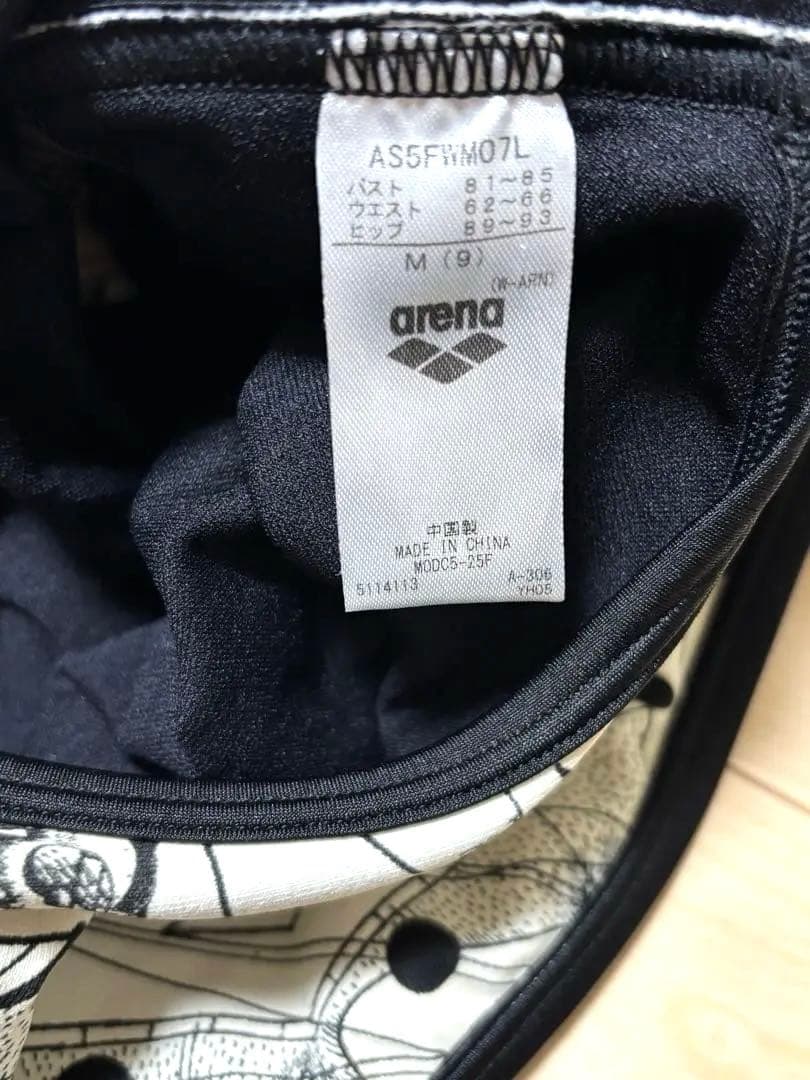 AS5FWM07L
バスト 81～85
ウエスト 62～66
ヒップ 89～93
M (9)
(W-ARN)
arena
中国製
MADE IN CHINA
MODC5-25F
5114113 A-306
YH05